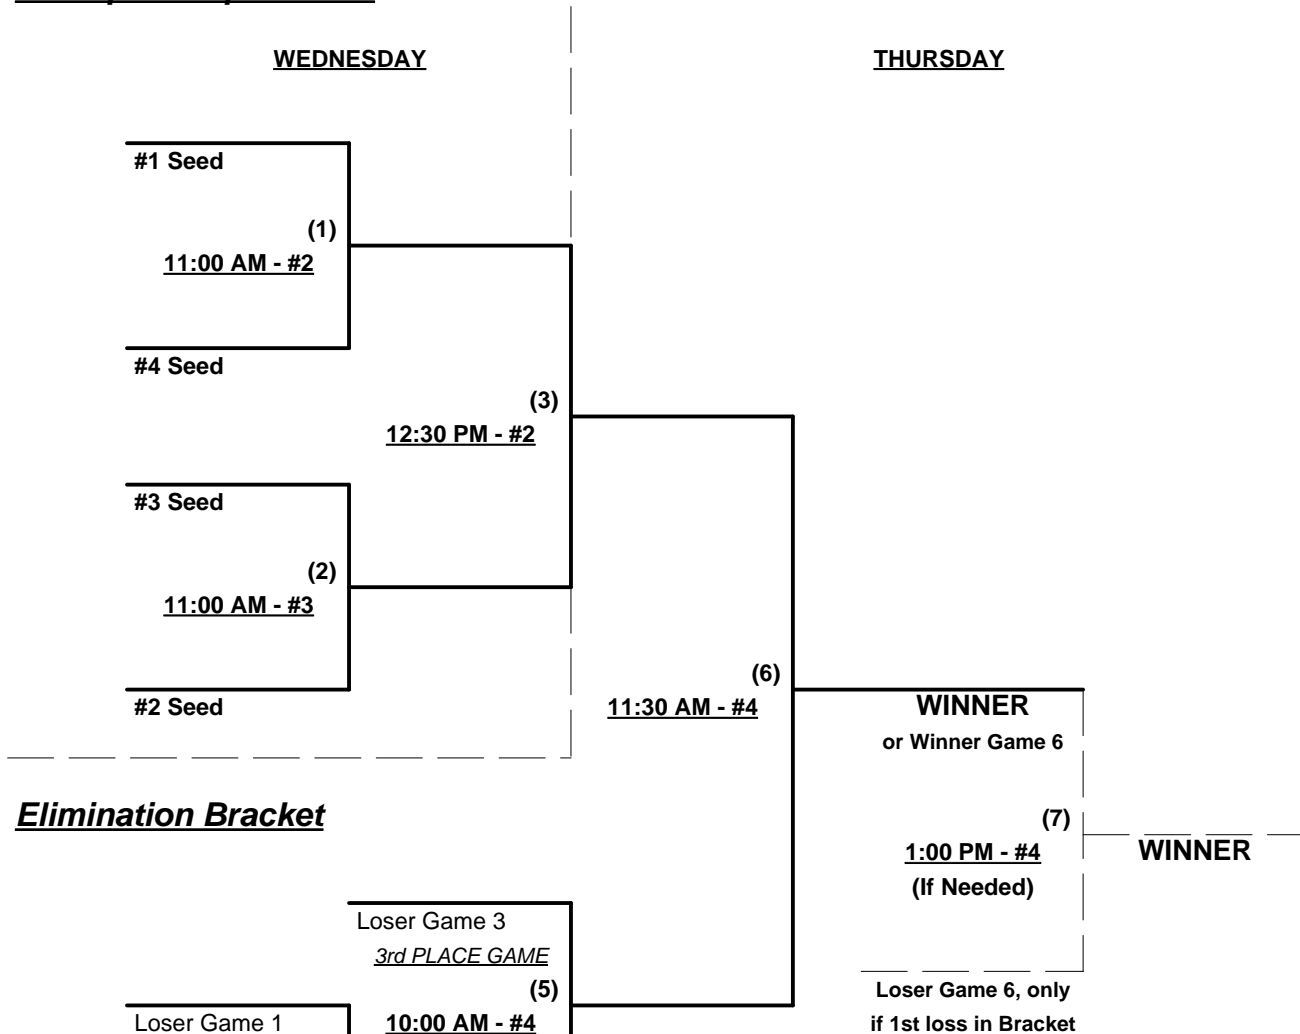 WEDNESDAY
THURSDAY
#1 Seed
(1)
11:00 AM - #2
#4 Seed
(3)
12:30 PM - #2
#3 Seed
(2)
11:00 AM - #3
#2 Seed
(6)
11:30 AM - #4
WINNER
or Winner Game 6
Elimination Bracket
(7)
1:00 PM - #4
WINNER
(If Needed)
Loser Game 3
3rd PLACE GAME
(5)
Loser Game 6, only
Loser Game 1
10:00 AM - #4
if 1st loss in Bracket